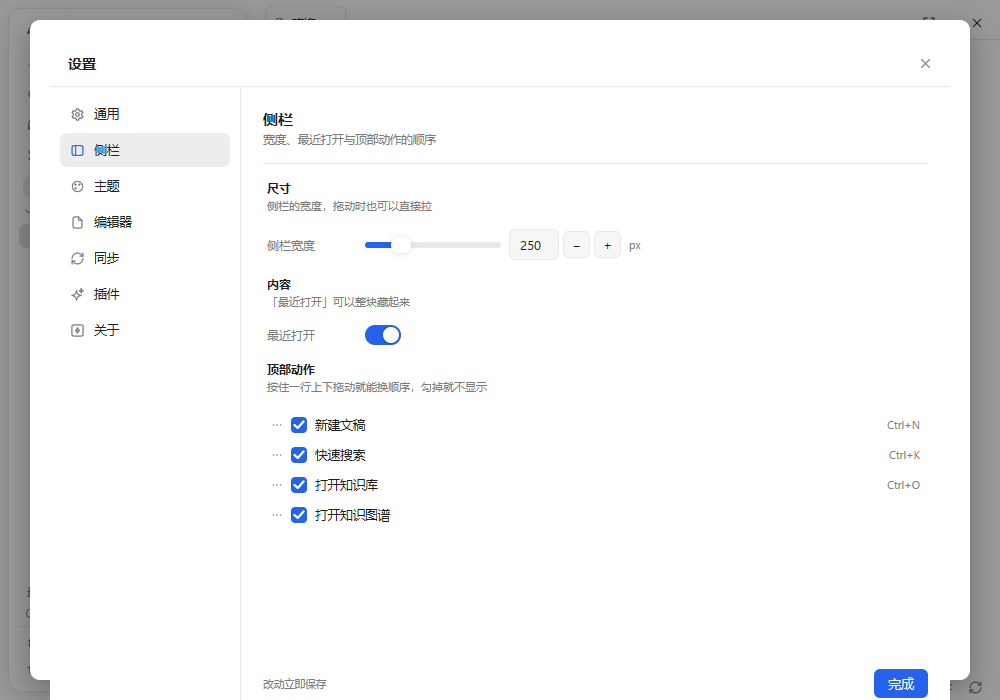 设置
通用
侧栏
主题
编辑器
同步
插件
关于
侧栏
宽度、最近打开与顶部动作的顺序
尺寸
侧栏的宽度，拖动时也可以直接拉
侧栏宽度 250 − + px
内容
「最近打开」可以整块藏起来
最近打开
顶部动作
按住一行上下拖动就能换顺序，勾掉就不显示
新建文稿 Ctrl+N
快速搜索 Ctrl+K
打开知识库 Ctrl+O
打开知识图谱
改动立即保存 完成